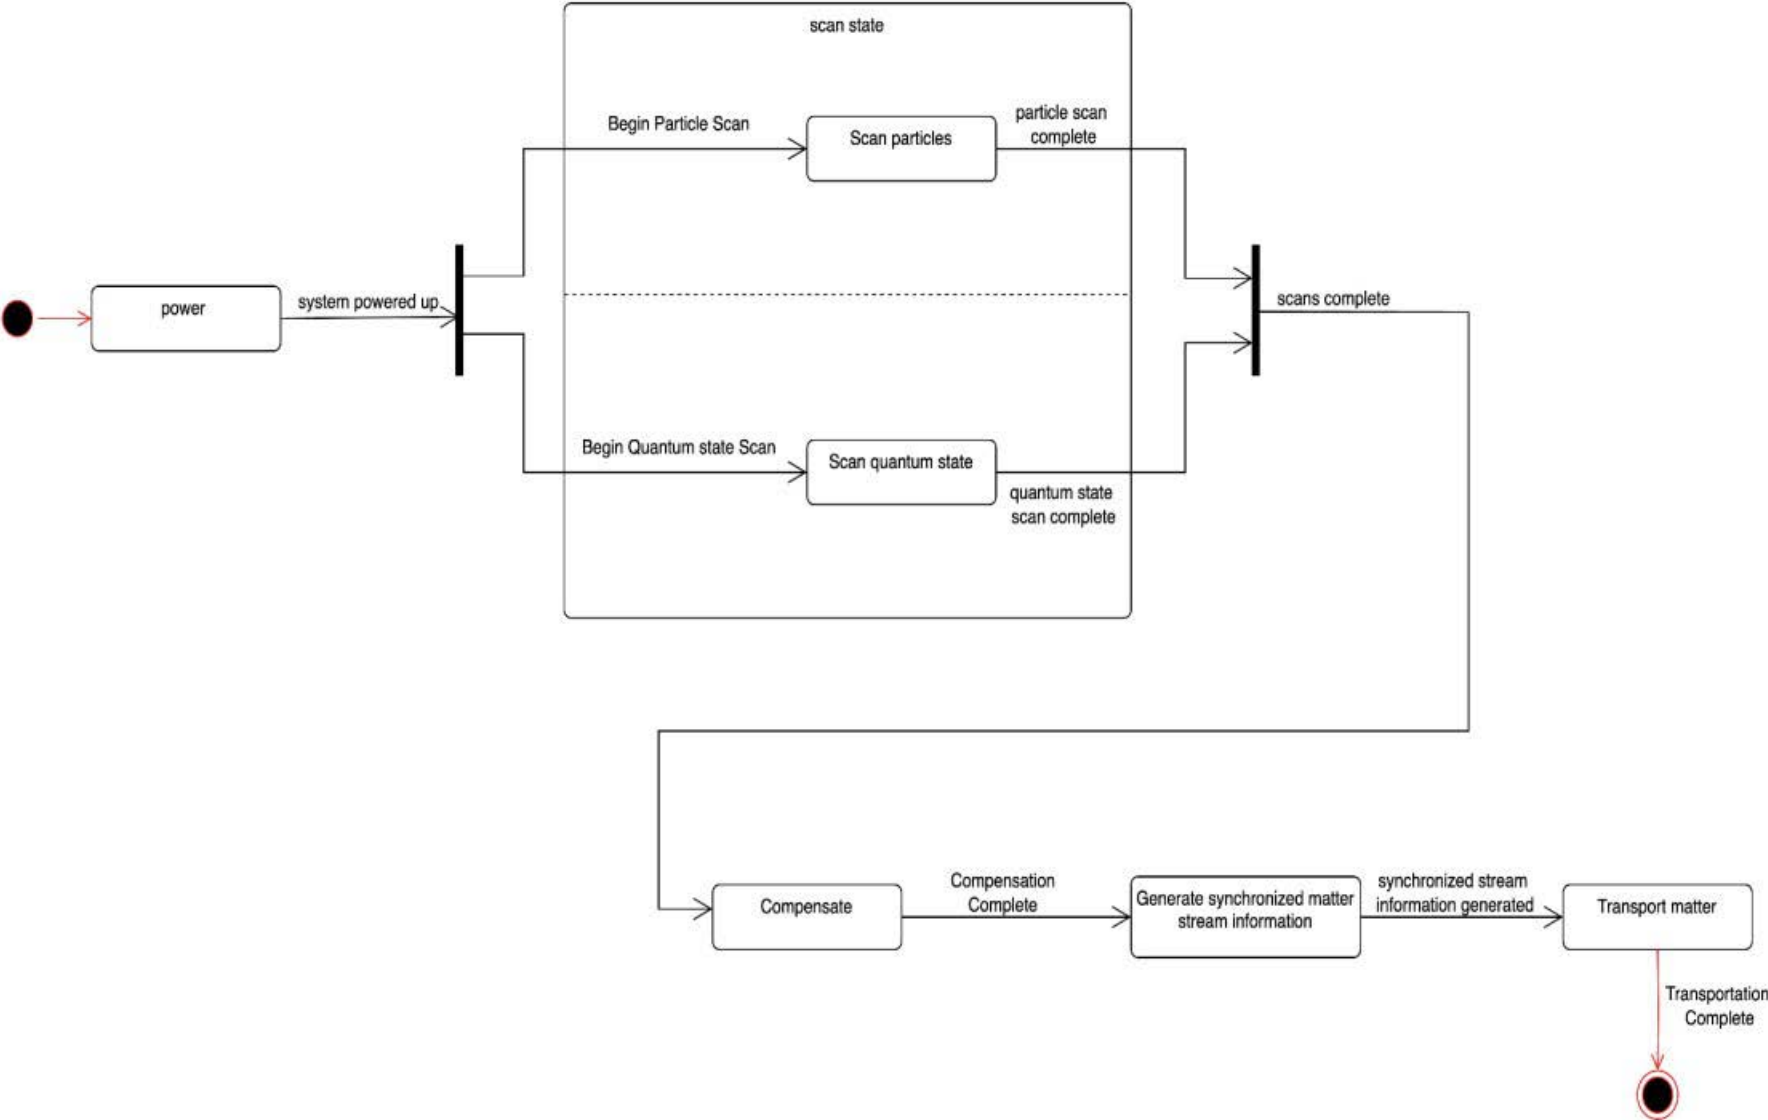 scan state
Begin Particle Scan
Scan particles
particle scan
complete
power
system powered up
scans complete
Begin Quantum state Scan
Scan quantum state
quantum state
scan complete
Compensate
Compensation
Complete
Generate synchronized matter
stream information
synchronized stream
information generated
Transport matter
Transportation
Complete